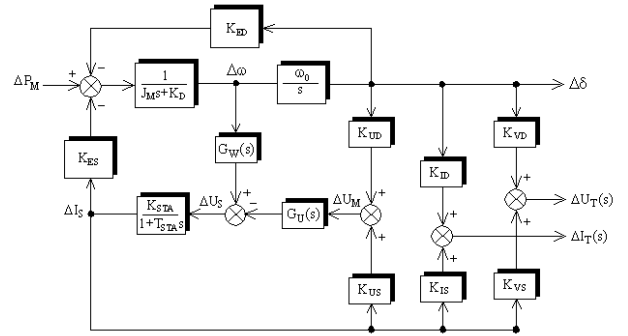 K_ED
− 
ΔP_M + − 1 / J_M s+K_D Δω ω_0 / s Δδ
K_ES G_W(s) K_UD K_ID K_VD
ΔI_S K_STA / 1+T_STA s ΔU_S + − G_U(s) ΔU_M + + + + + + ΔU_T(s)
ΔI_T(s)
K_US K_IS K_VS